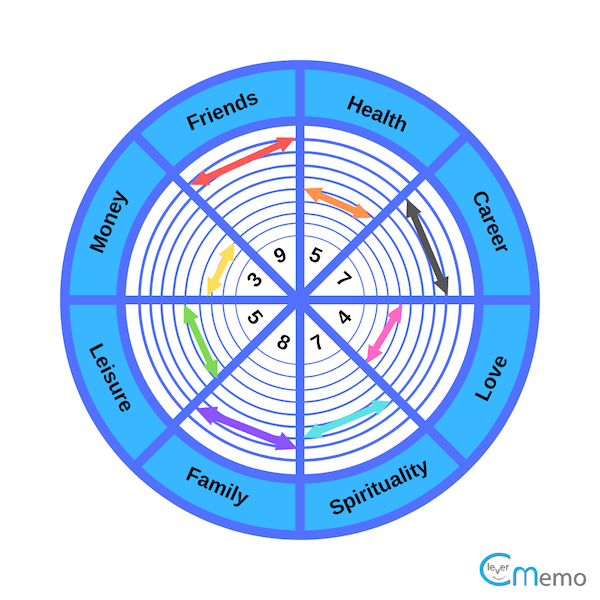 Friends
Health
Money
Career
9
5
3
7
5
4
8
7
Leisure
Love
Family
Spirituality
Clever
Memo